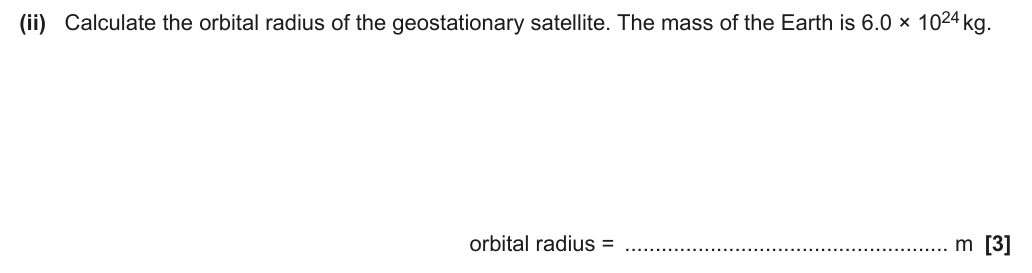 (ii) Calculate the orbital radius of the geostationary satellite. The mass of the Earth is 6.0 × 10²⁴ kg.
orbital radius = ..................................................... m [3]